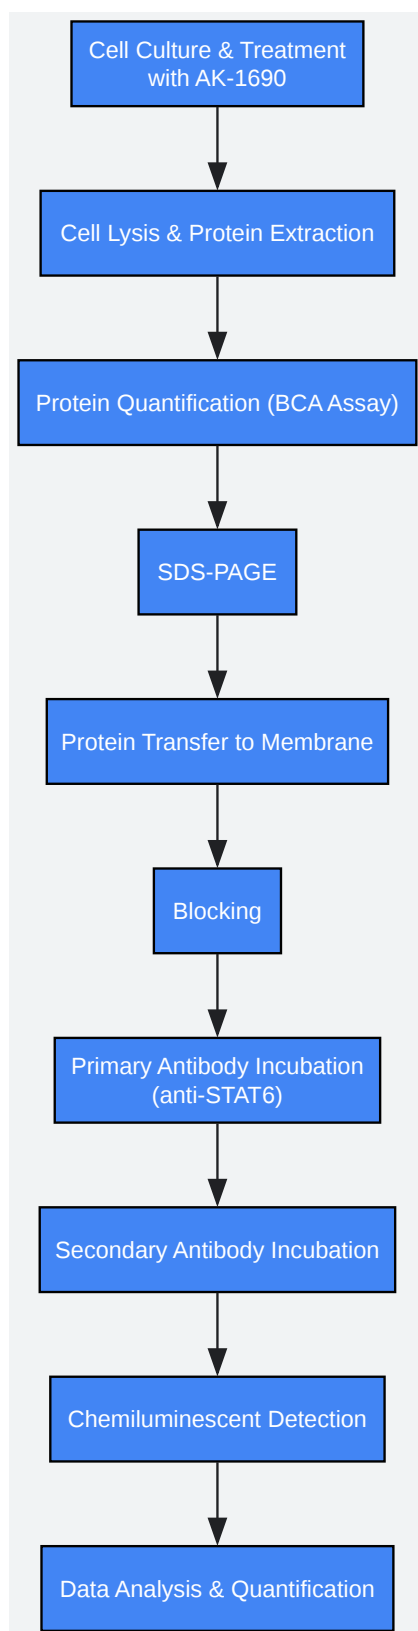 Cell Culture & Treatment
with AK-1690
Cell Lysis & Protein Extraction
Protein Quantification (BCA Assay)
SDS-PAGE
Protein Transfer to Membrane
Blocking
Primary Antibody Incubation
(anti-STAT6)
Secondary Antibody Incubation
Chemiluminescent Detection
Data Analysis & Quantification